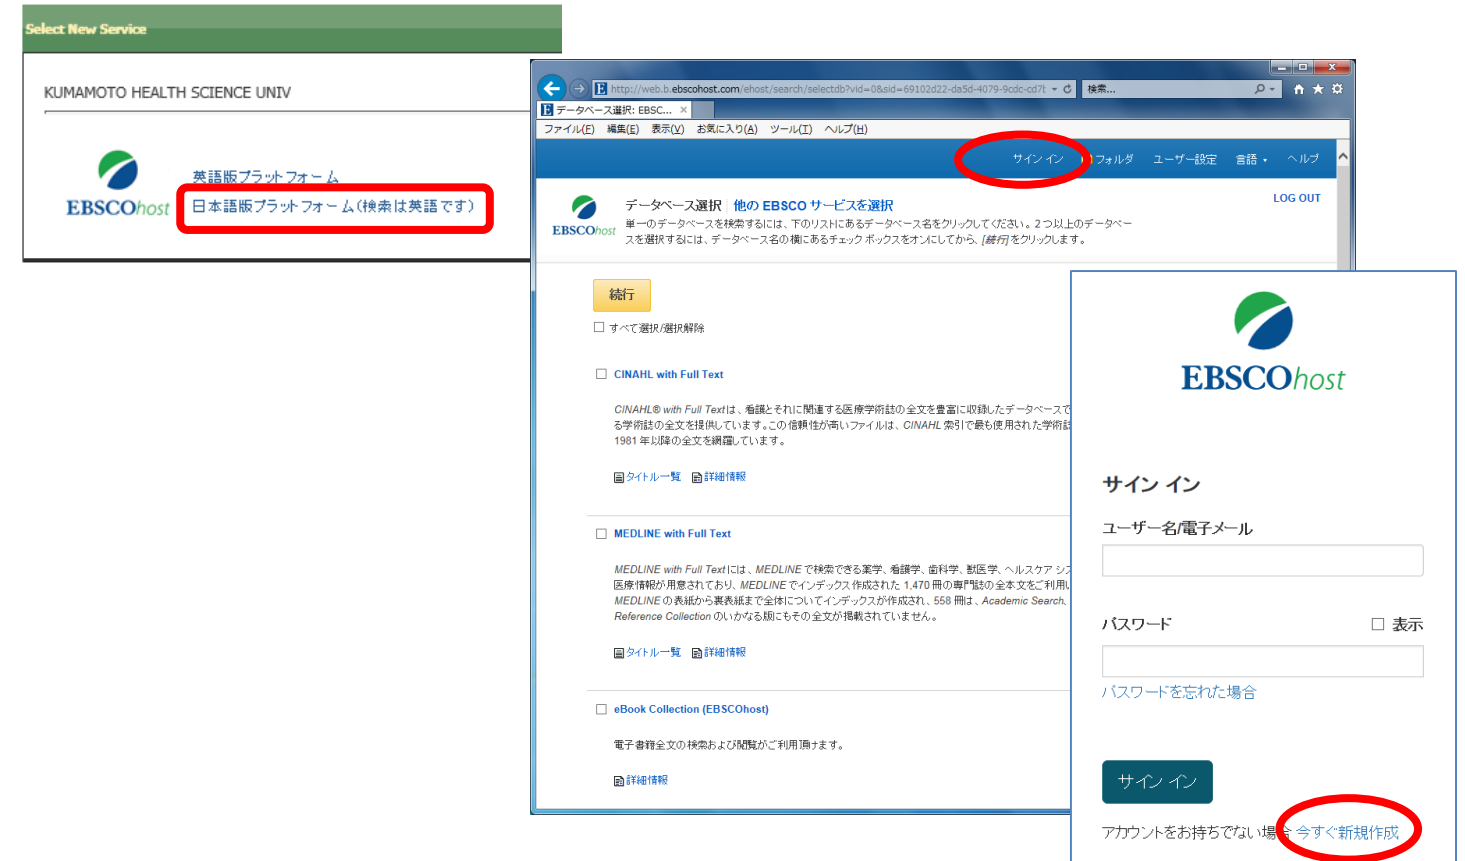 Select New Service
KUMAMOTO HEALTH SCIENCE UNIV
EBSCOhost
英語版プラットフォーム
日本語版プラットフォーム(検索は英語です)
http://web.b.ebscohost.com/ehost/search/selectdb?vid=0&sid=69102d22-da5d-4079-9cdc-cd7t
検索...
データベース選択: EBSC...
ファイル(F) 編集(E) 表示(V) お気に入り(A) ツール(T) ヘルプ(H)
サイン イン フォルダ ユーザー設定 言語 ヘルプ
LOG OUT
EBSCOhost
データベース選択 他の EBSCO サービスを選択
単一のデータベースを検索するには、下のリストにあるデータベース名をクリックしてください。2つ以上のデータベー
スを選択するには、データベース名の横にあるチェック ボックスをオンにしてから、[続行]をクリックします。
続行
すべて選択/選択解除
CINAHL with Full Text
CINAHL® with Full Textは、看護とそれに関連する医療学術誌の全文を豊富に収録したデータベースで
る学術誌の全文を提供しています。この信頼性が高いファイルは、CINAHL 索引で最も使用された学術誌
1981 年以降の全文を網羅しています。
タイトル一覧 詳細情報
MEDLINE with Full Text
MEDLINE with Full Textには、MEDLINE で検索できる薬学、看護学、歯科学、獣医学、ヘルスケア シス
医療情報が用意されており、MEDLINE でインデックス作成された 1,470 冊の専門誌の全本文をご利用い
MEDLINE の表紙から裏表紙まで全体についてインデックスが作成され、558 冊は、Academic Search、
Reference Collection のいかなる版にもその全文が掲載されていません。
タイトル一覧 詳細情報
eBook Collection (EBSCOhost)
電子書籍全文の検索および閲覧がご利用頂けます。
詳細情報
EBSCOhost
サイン イン
ユーザー名/電子メール
パスワード 表示
パスワードを忘れた場合
サイン イン
アカウントをお持ちでない場合 今すぐ新規作成